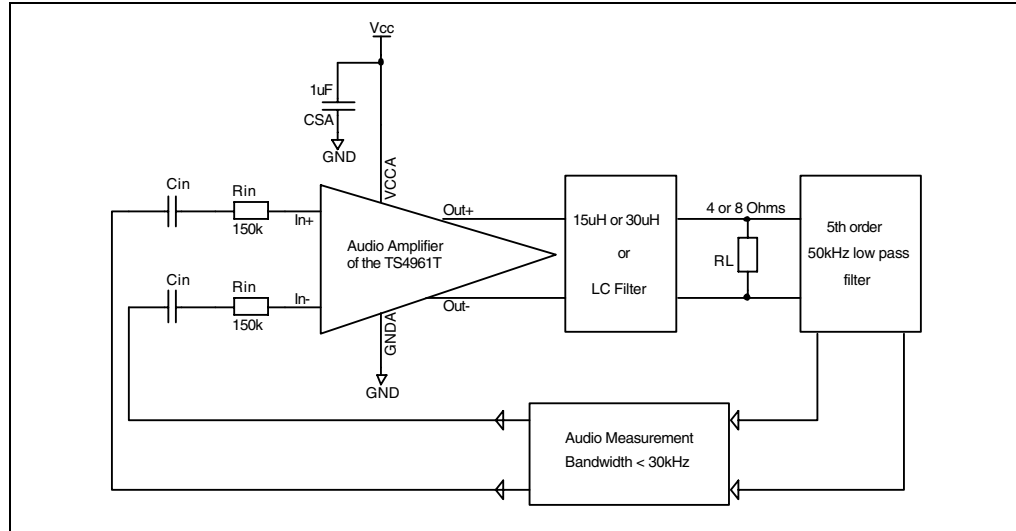 Vcc
1uF
CSA
GND
VCCA
Cin
Rin
150k
In+
Out+
Audio Amplifier
of the TS4961T
Cin
Rin
150k
In-
Out-
GNDA
GND
15uH or 30uH
or
LC Filter
4 or 8 Ohms
RL
5th order
50kHz low pass
filter
Audio Measurement
Bandwidth < 30kHz